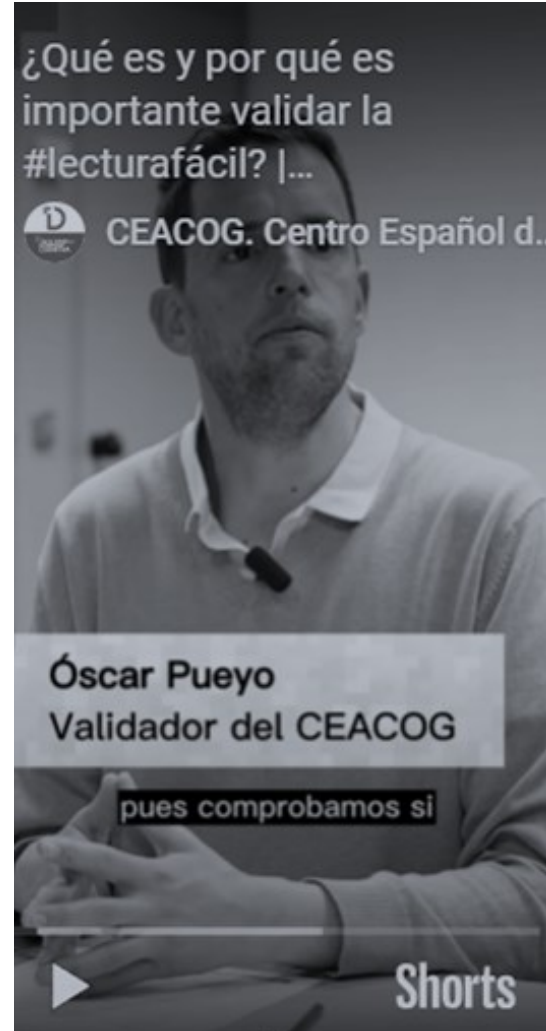 ¿Qué es y por qué es
importante validar la
#lecturafácil? |...
CEACOG. Centro Español d..
Óscar Pueyo
Validador del CEACOG
pues comprobamos si
Shorts